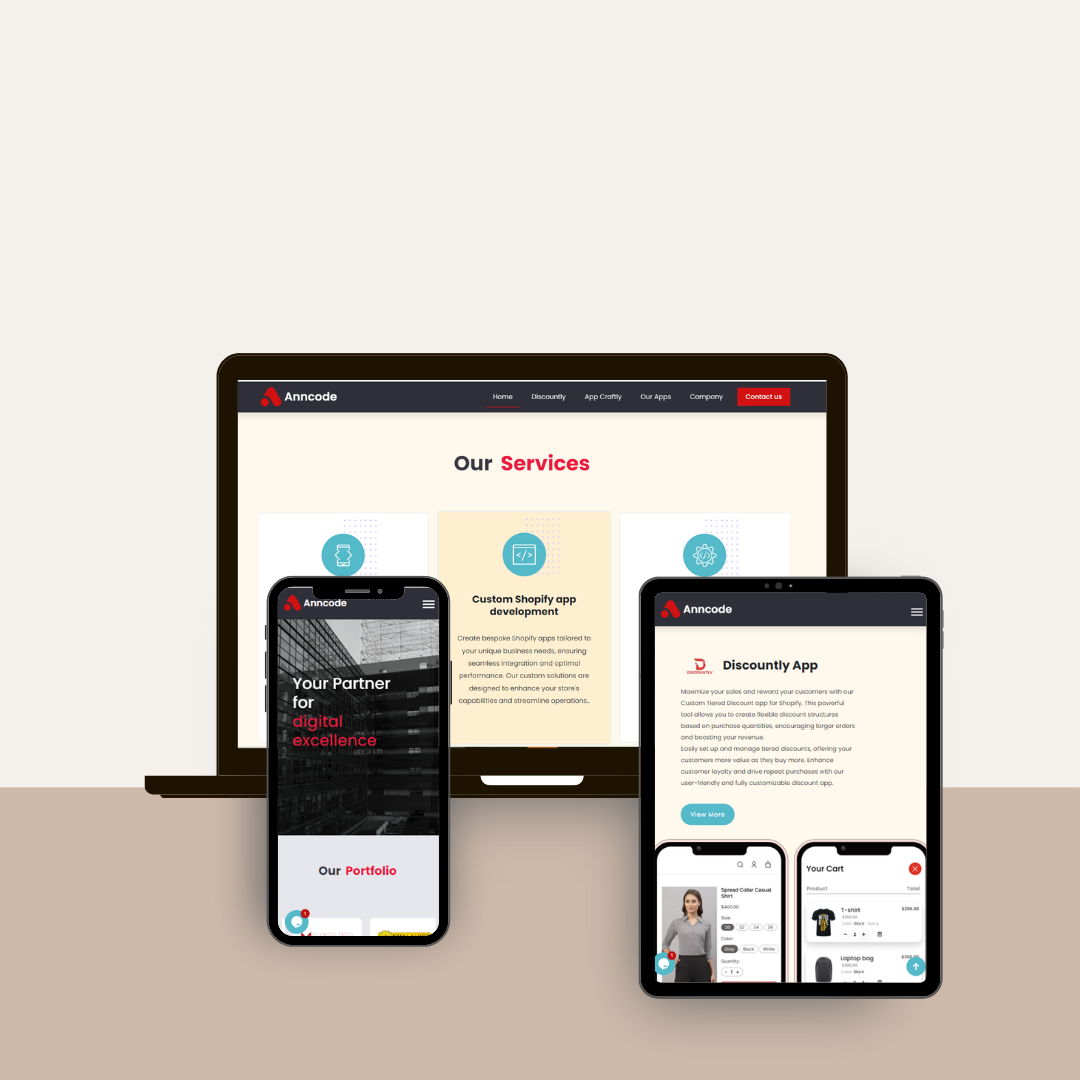 Anncode
Home Discountly App Craftly Our Apps Company Contact us
Our Services
Custom Shopify app
development
Create bespoke Shopify apps tailored to
your unique business needs, ensuring
seamless integration and optimal
performance. Our custom solutions are
designed to enhance your store's
capabilities and streamline operations..
Anncode
Your Partner
for
digital
excellence
Our Portfolio
1
Anncode
Discountly App
Maximize your sales and reward your customers with our
Custom Tiered Discount app for Shopify. This powerful
tool allows you to create flexible discount structures
based on purchase quantities, encouraging larger orders
and boosting your revenue.
Easily set up and manage tiered discounts, offering your
customers more value as they buy more. Enhance
customer loyalty and drive repeat purchases with our
user-friendly and fully customizable discount app.
View More
Spread Collar Casual
Shirt
$400.00
Size:
Color:
Gray Black White
Quantity:
- 1 +
1
Your Cart
Product Total
T-shirt
Laptop bag